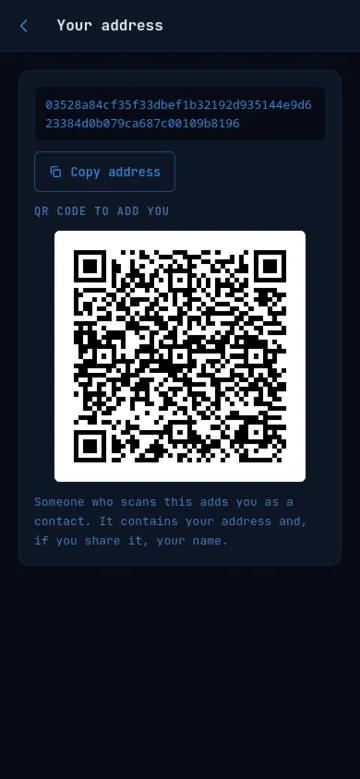 Your address
03528a84cf35f33dbef1b32192d935144e9d6
23384d0b079ca687c00109b8196
Copy address
QR CODE TO ADD YOU
Someone who scans this adds you as a
contact. It contains your address and,
if you share it, your name.